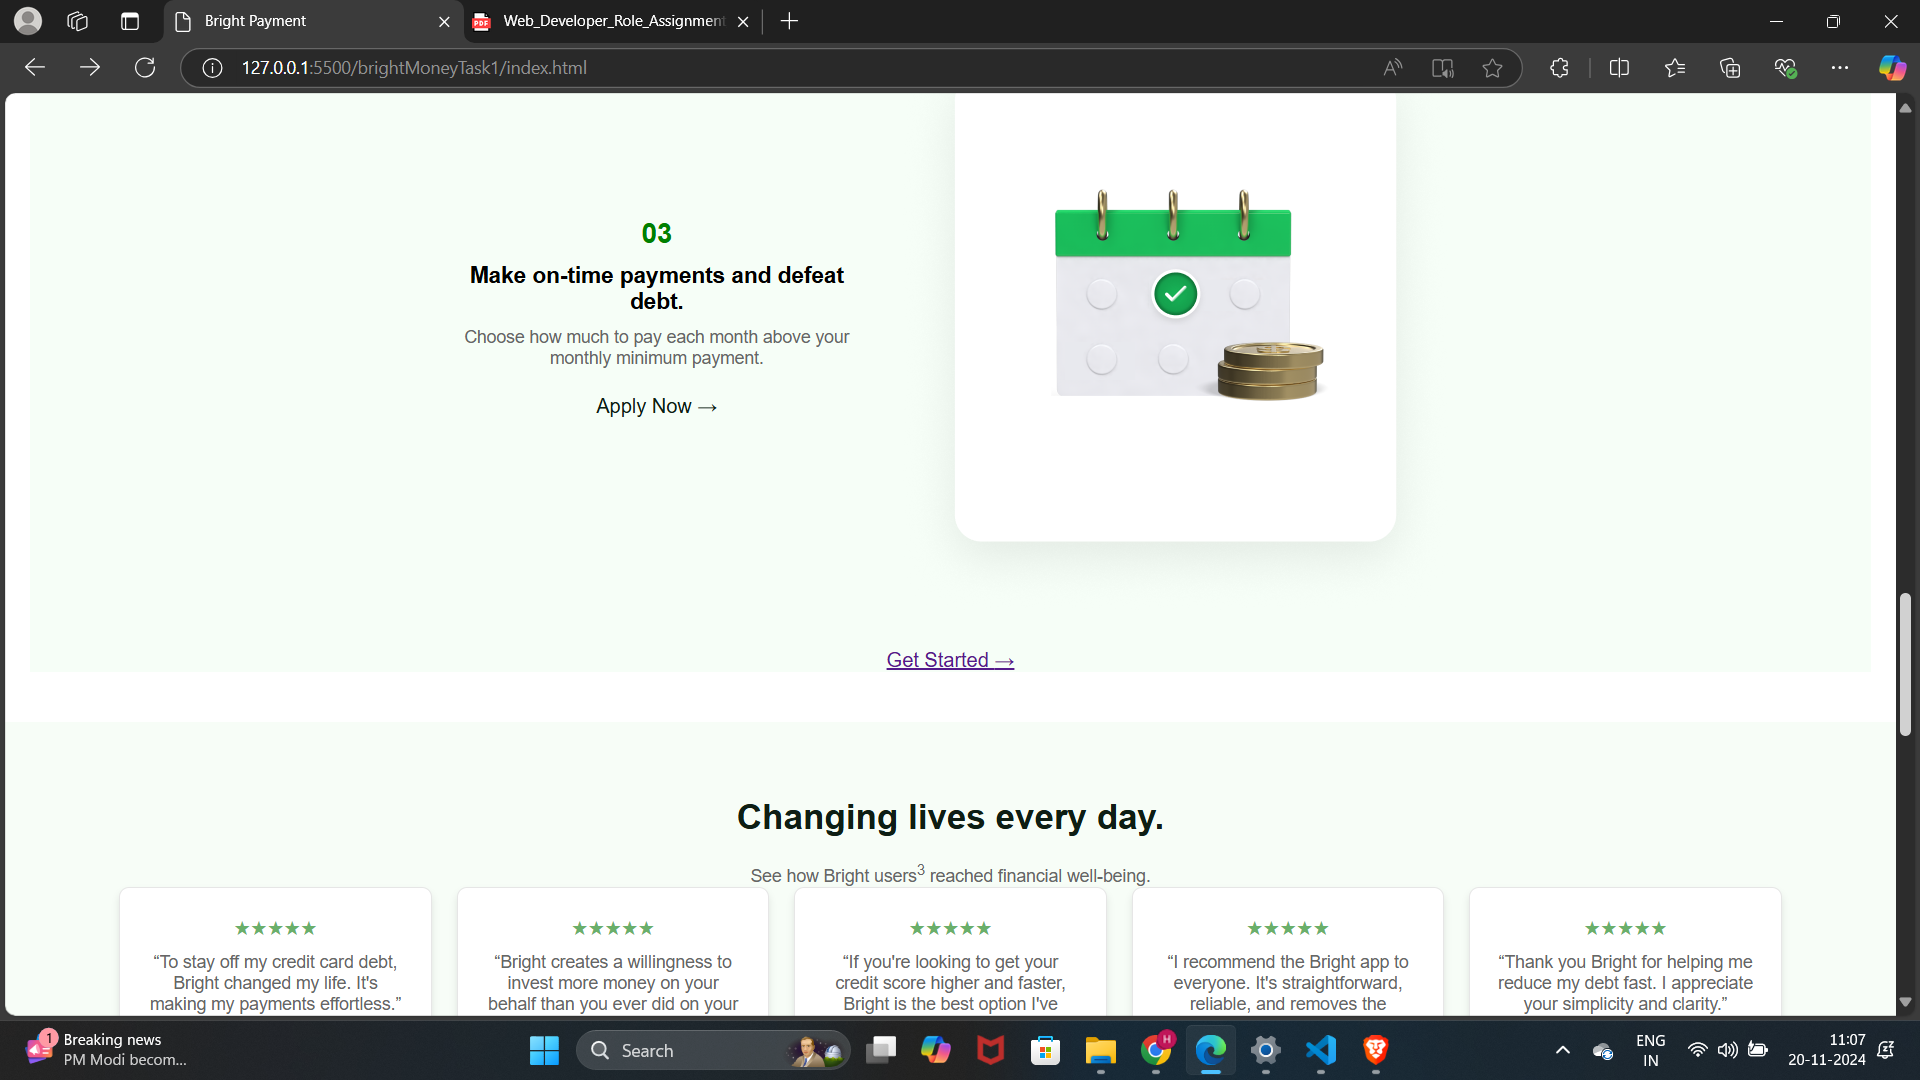 Bright Payment
PDF
Web_Developer_Role_Assignment
127.0.0.1:5500/brightMoneyTask1/index.html
03
Make on-time payments and defeat
debt.
Choose how much to pay each month above your
monthly minimum payment.
Apply Now →
Get Started →
Changing lives every day.
See how Bright users3 reached financial well-being.
★★★★★
“To stay off my credit card debt,
Bright changed my life. It's
making my payments effortless.”
★★★★★
“Bright creates a willingness to
invest more money on your
behalf than you ever did on your
★★★★★
“If you're looking to get your
credit score higher and faster,
Bright is the best option I've
★★★★★
“I recommend the Bright app to
everyone. It's straightforward,
reliable, and removes the
★★★★★
“Thank you Bright for helping me
reduce my debt fast. I appreciate
your simplicity and clarity.”
1
Breaking news
PM Modi becom...
Search
H
ENG
IN
11:07
20-11-2024